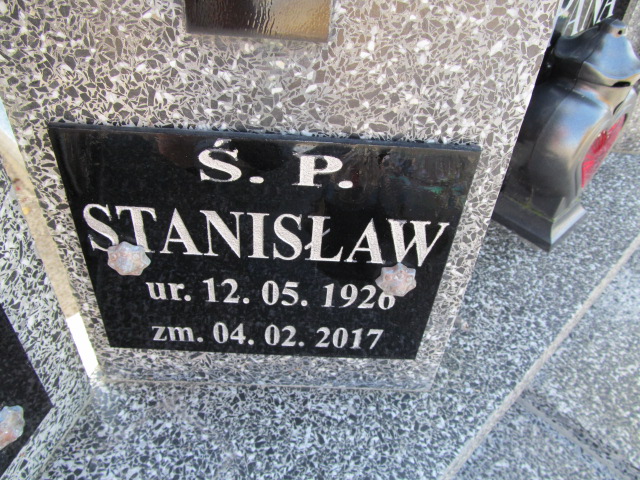 Ś. P.
STANISŁAW
ur. 12. 05. 1926
zm. 04. 02. 2017